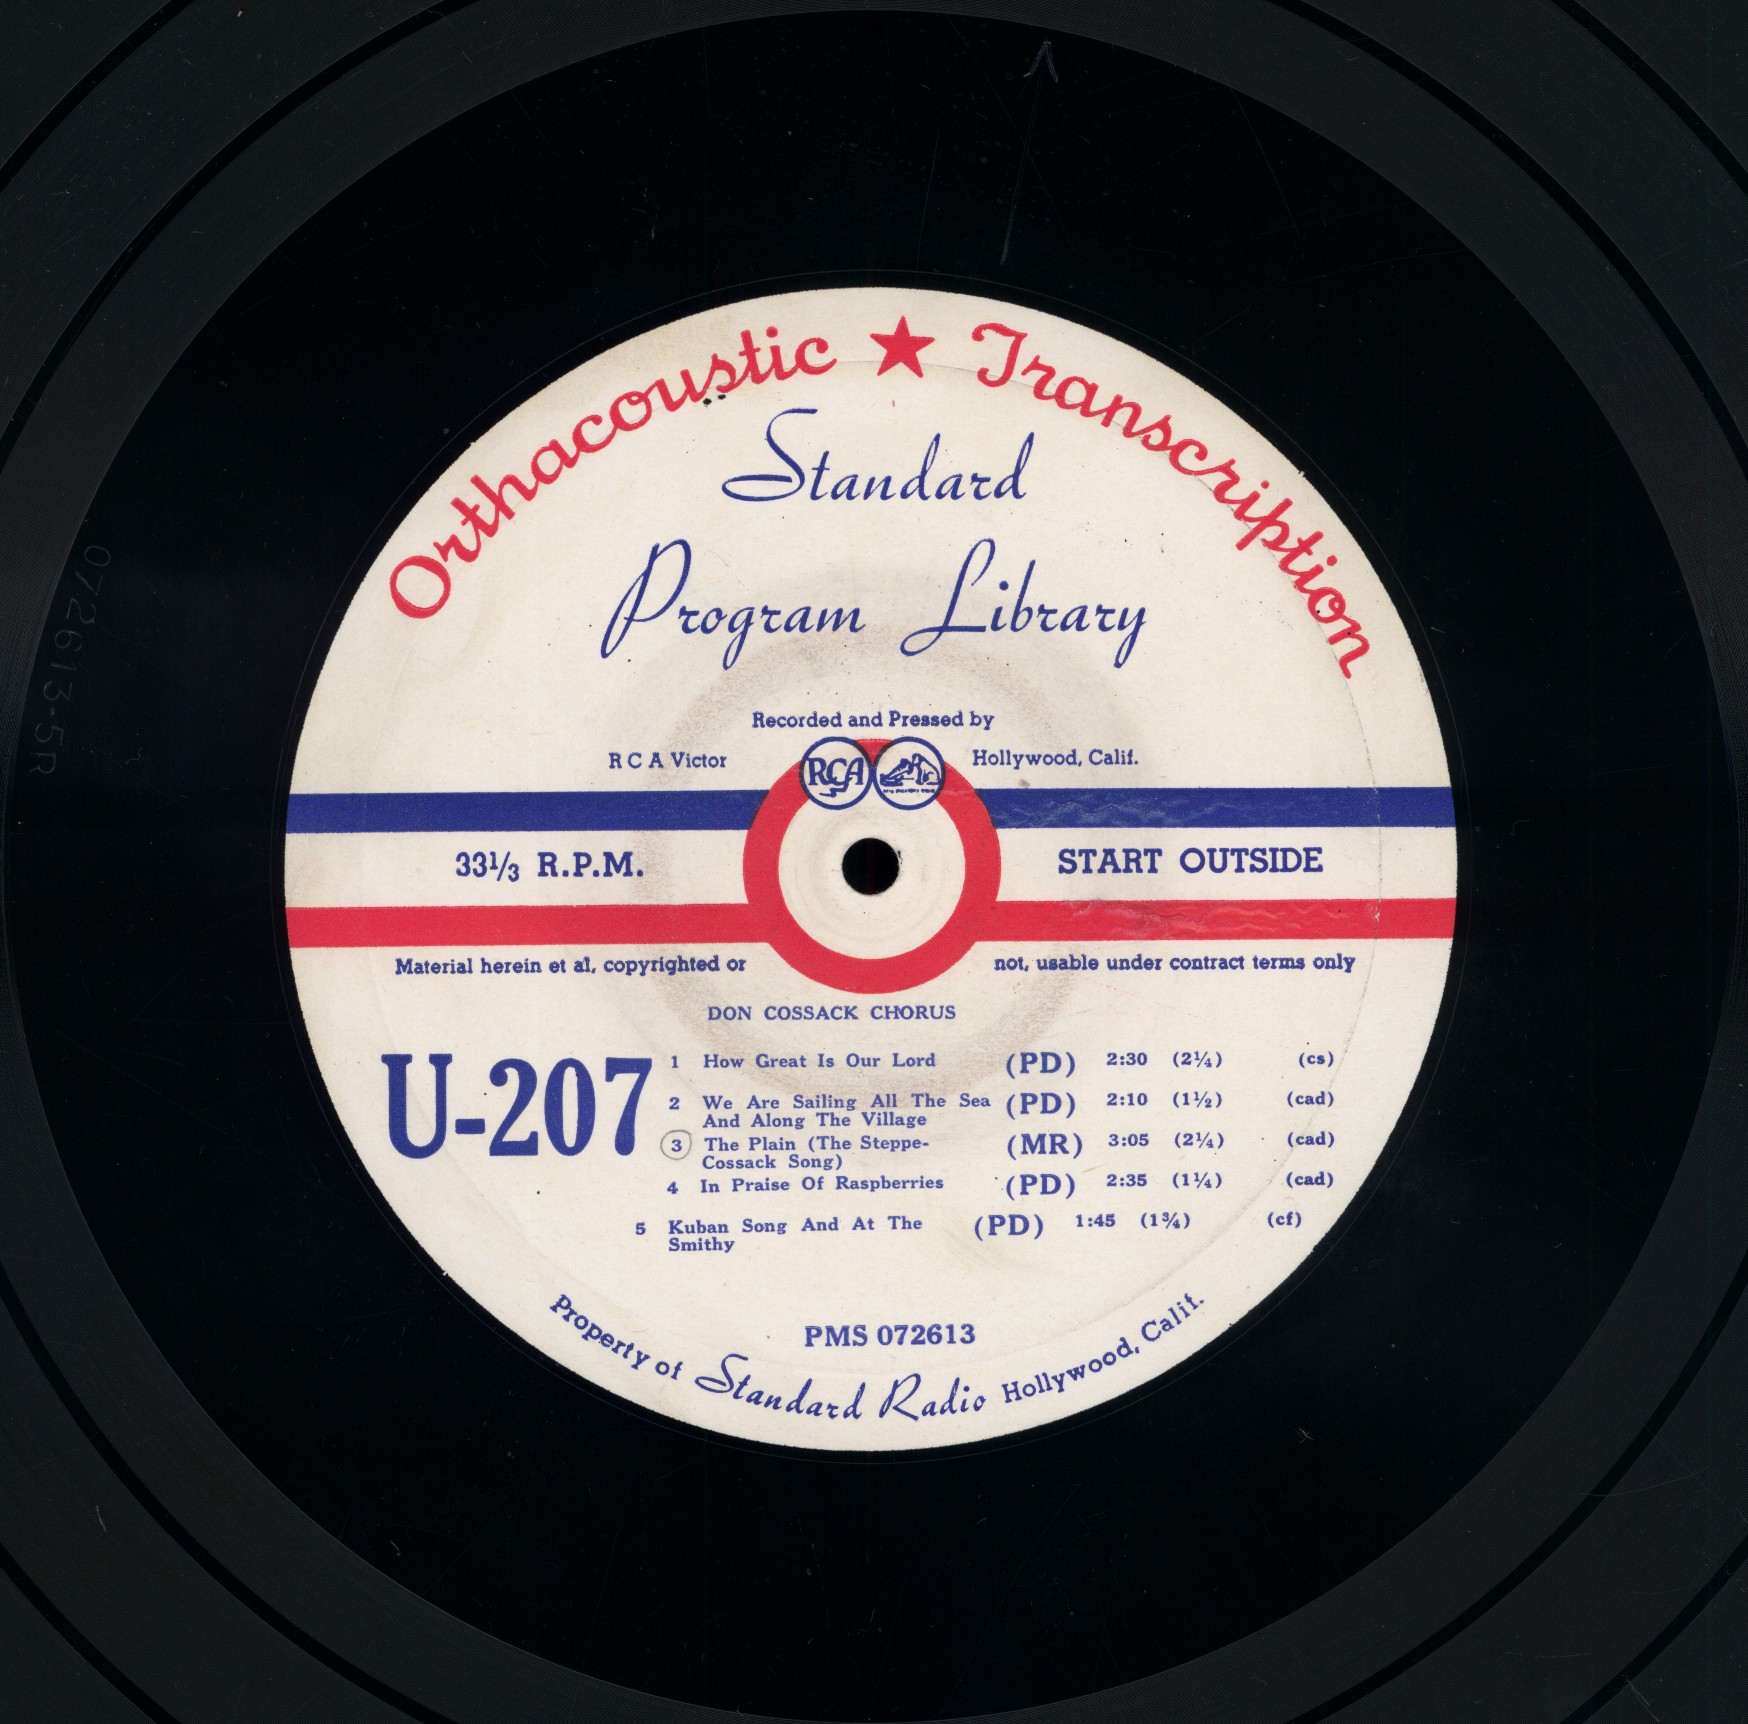 Orthacoustic ★ Transcription
Standard
Program Library
Recorded and Pressed by
R C A Victor RCA Hollywood, Calif.
33⅓ R.P.M. START OUTSIDE
Material herein et al, copyrighted or not, usable under contract terms only
DON COSSACK CHORUS
U-207
1 How Great Is Our Lord (PD) 2:30 (2¼) (cs)
2 We Are Sailing All The Sea (PD) 2:10 (1½) (cad)
And Along The Village
3 The Plain (The Steppe- (MR) 3:05 (2¼) (cad)
Cossack Song)
4 In Praise Of Raspberries (PD) 2:35 (1¼) (cad)
5 Kuban Song And At The (PD) 1:45 (1¾) (cf)
Smithy
PMS 072613
Property of Standard Radio Hollywood, Calif.
072613-5R